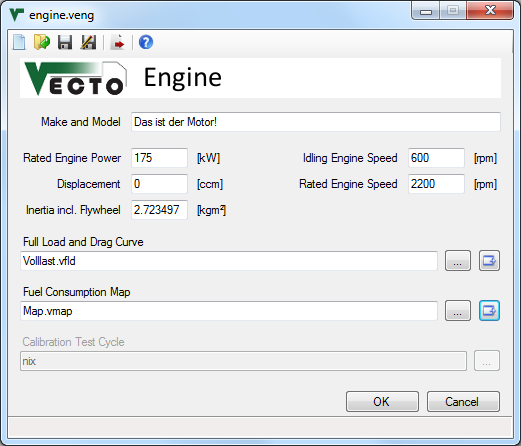 engine.veng
VECTO Engine
Make and Model Das ist der Motor!
Rated Engine Power 175 [kW] Idling Engine Speed 600 [rpm]
Displacement 0 [ccm] Rated Engine Speed 2200 [rpm]
Inertia incl. Flywheel 2.723497 [kgm²]
Full Load and Drag Curve
Volllast.vfld ...
Fuel Consumption Map
Map.vmap ...
Calibration Test Cycle
nix ...
OK Cancel